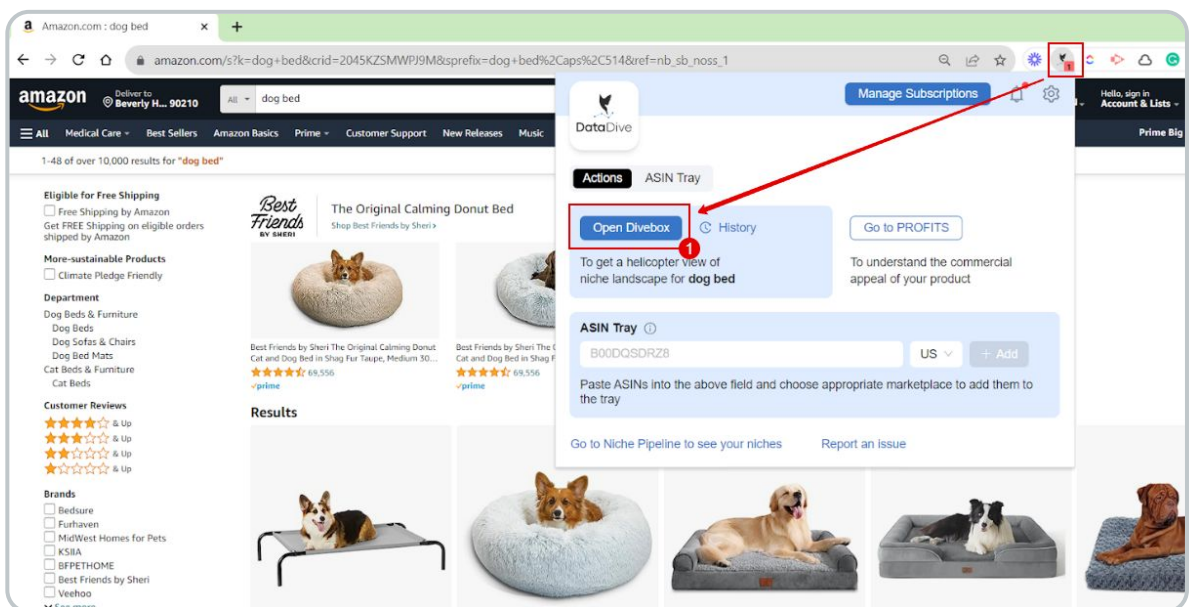 Amazon.com : dog bed
amazon.com/s?k=dog+bed&crid=2045KZSMWPJ9M&sprefix=dog+bed%2Caps%2C514&ref=nb_sb_noss_1
1
amazon
Deliver to
Beverly H... 90210
All
dog bed
Hello, sign in
Account & Lists
All
Medical Care
Best Sellers
Amazon Basics
Prime
Customer Support
New Releases
Music
Prime Big
1-48 of over 10,000 results for "dog bed"
DataDive
Manage Subscriptions
Actions
ASIN Tray
Open Divebox
History
1
To get a helicopter view of
niche landscape for dog bed
Go to PROFITS
To understand the commercial
appeal of your product
ASIN Tray
B00DQSDRZ8
US
+ Add
Paste ASINs into the above field and choose appropriate marketplace to add them to
the tray
Go to Niche Pipeline to see your niches
Report an issue
Eligible for Free Shipping
Free Shipping by Amazon
Get FREE Shipping on eligible orders
shipped by Amazon
More-sustainable Products
Climate Pledge Friendly
Department
Dog Beds & Furniture
Dog Beds
Dog Sofas & Chairs
Dog Bed Mats
Cat Beds & Furniture
Cat Beds
Customer Reviews
& Up
& Up
& Up
& Up
Brands
Bedsure
Furhaven
MidWest Homes for Pets
KSIIA
BFPETHOME
Best Friends by Sheri
Veehoo
See more
Best
Friends
BY SHERI
The Original Calming Donut Bed
Shop Best Friends by Sheri ›
Best Friends by Sheri The Original Calming Donut
Cat and Dog Bed in Shag Fur Taupe, Medium 30...
69,556
prime
Best Friends by Sheri The
Cat and Dog Bed in Shag F
69,556
prime
Results